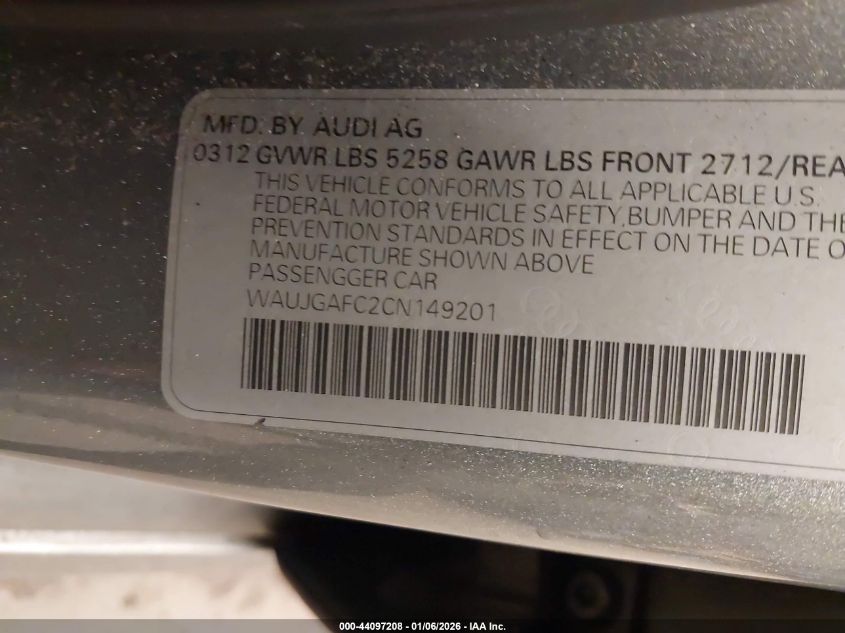 MFD. BY AUDI AG
0312 GVWR LBS 5258 GAWR LBS FRONT 2712/REA
THIS VEHICLE CONFORMS TO ALL APPLICABLE U.S.
FEDERAL MOTOR VEHICLE SAFETY, BUMPER AND THE
PREVENTION STANDARDS IN EFFECT ON THE DATE O
MANUFACTURE SHOWN ABOVE
PASSENGGER CAR
WAUJGAFC2CN149201
000-44097208 - 01/06/2026 - IAA Inc.